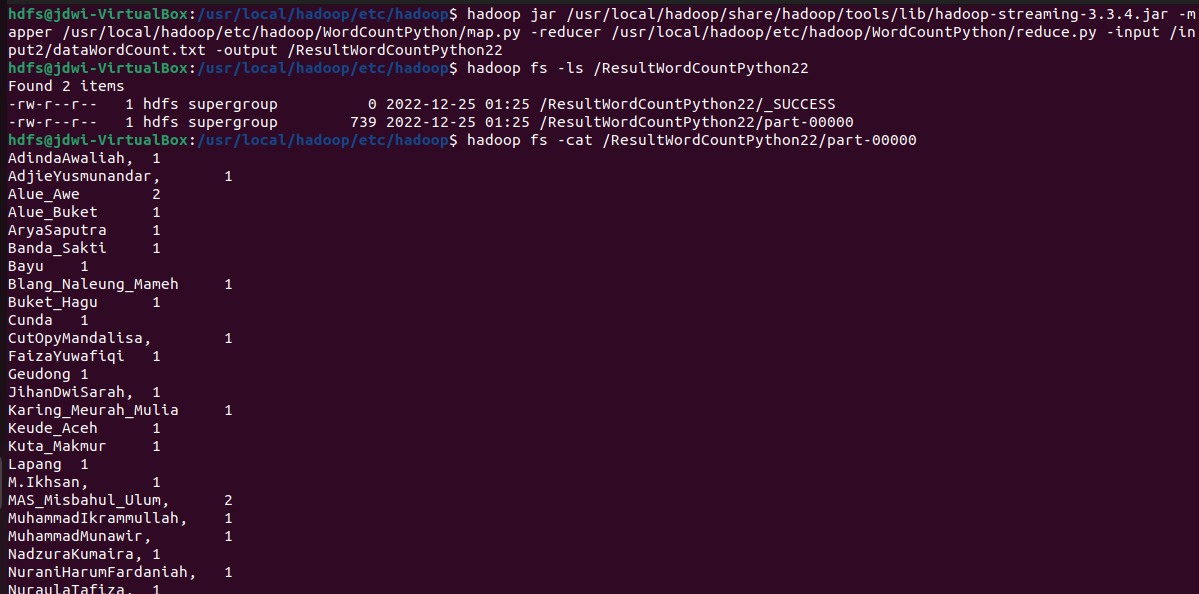 hdfs@jdwi-VirtualBox:/usr/local/hadoop/etc/hadoop$ hadoop jar /usr/local/hadoop/share/hadoop/tools/lib/hadoop-streaming-3.3.4.jar -m
apper /usr/local/hadoop/etc/hadoop/WordCountPython/map.py -reducer /usr/local/hadoop/etc/hadoop/WordCountPython/reduce.py -input /in
put2/dataWordCount.txt -output /ResultWordCountPython22
hdfs@jdwi-VirtualBox:/usr/local/hadoop/etc/hadoop$ hadoop fs -ls /ResultWordCountPython22
Found 2 items
-rw-r--r--   1 hdfs supergroup          0 2022-12-25 01:25 /ResultWordCountPython22/_SUCCESS
-rw-r--r--   1 hdfs supergroup        739 2022-12-25 01:25 /ResultWordCountPython22/part-00000
hdfs@jdwi-VirtualBox:/usr/local/hadoop/etc/hadoop$ hadoop fs -cat /ResultWordCountPython22/part-00000
AdindaAwaliah,	1
AdjieYusmunandar,	1
Alue_Awe	2
Alue_Buket	1
AryaSaputra	1
Banda_Sakti	1
Bayu	1
Blang_Naleung_Mameh	1
Buket_Hagu	1
Cunda	1
CutOpyMandalisa,	1
FaizaYuwafiqi	1
Geudong	1
JihanDwiSarah,	1
Karing_Meurah_Mulia	1
Keude_Aceh	1
Kuta_Makmur	1
Lapang	1
M.Ikhsan,	1
MAS_Misbahul_Ulum,	2
MuhammadIkrammullah,	1
MuhammadMunawir,	1
NadzuraKumaira,	1
NuraniHarumFardaniah,	1
NuraulaTafiza,	1